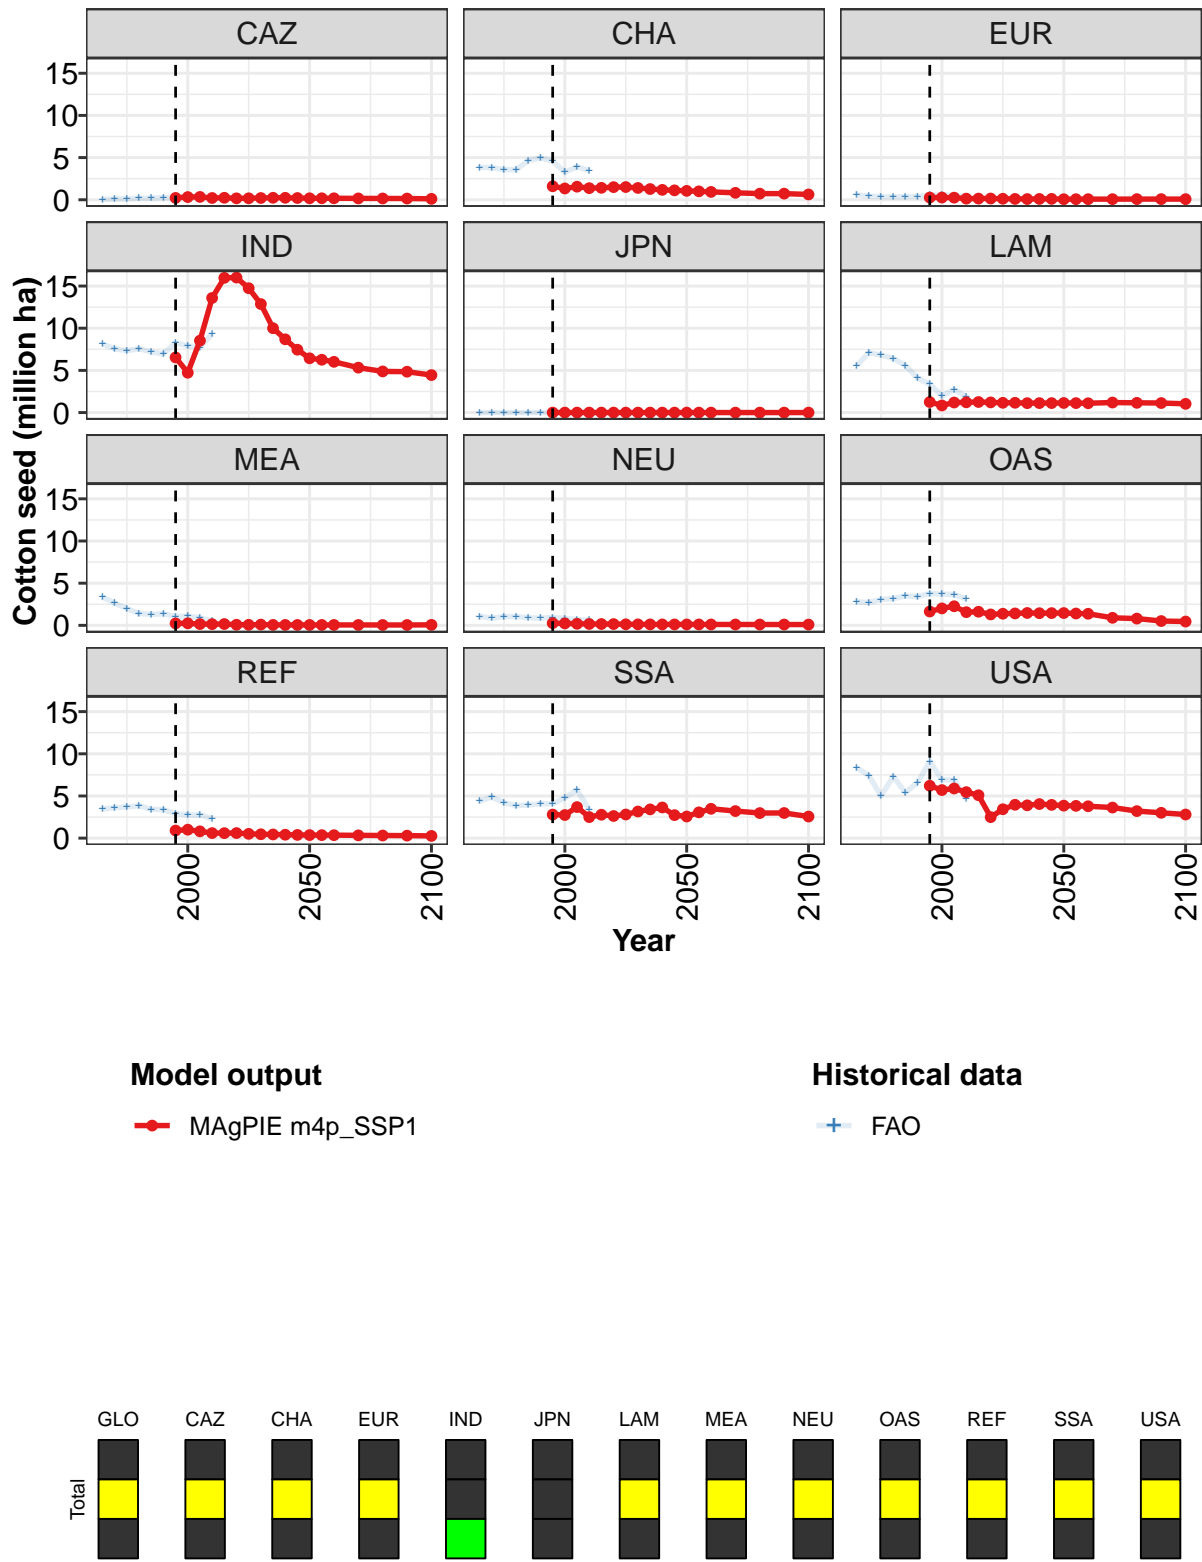 CAZ CHA EUR
15
10
5
0
IND JPN LAM
15
10
5
0
MEA NEU OAS
15
10
5
0
REF SSA USA
15
10
5
0
Cotton seed (million ha)
2000 2050 2100 2000 2050 2100 2000 2050 2100
Year
Model output
MAgPIE m4p_SSP1
Historical data
FAO
GLO CAZ CHA EUR IND JPN LAM MEA NEU OAS REF SSA USA
Total